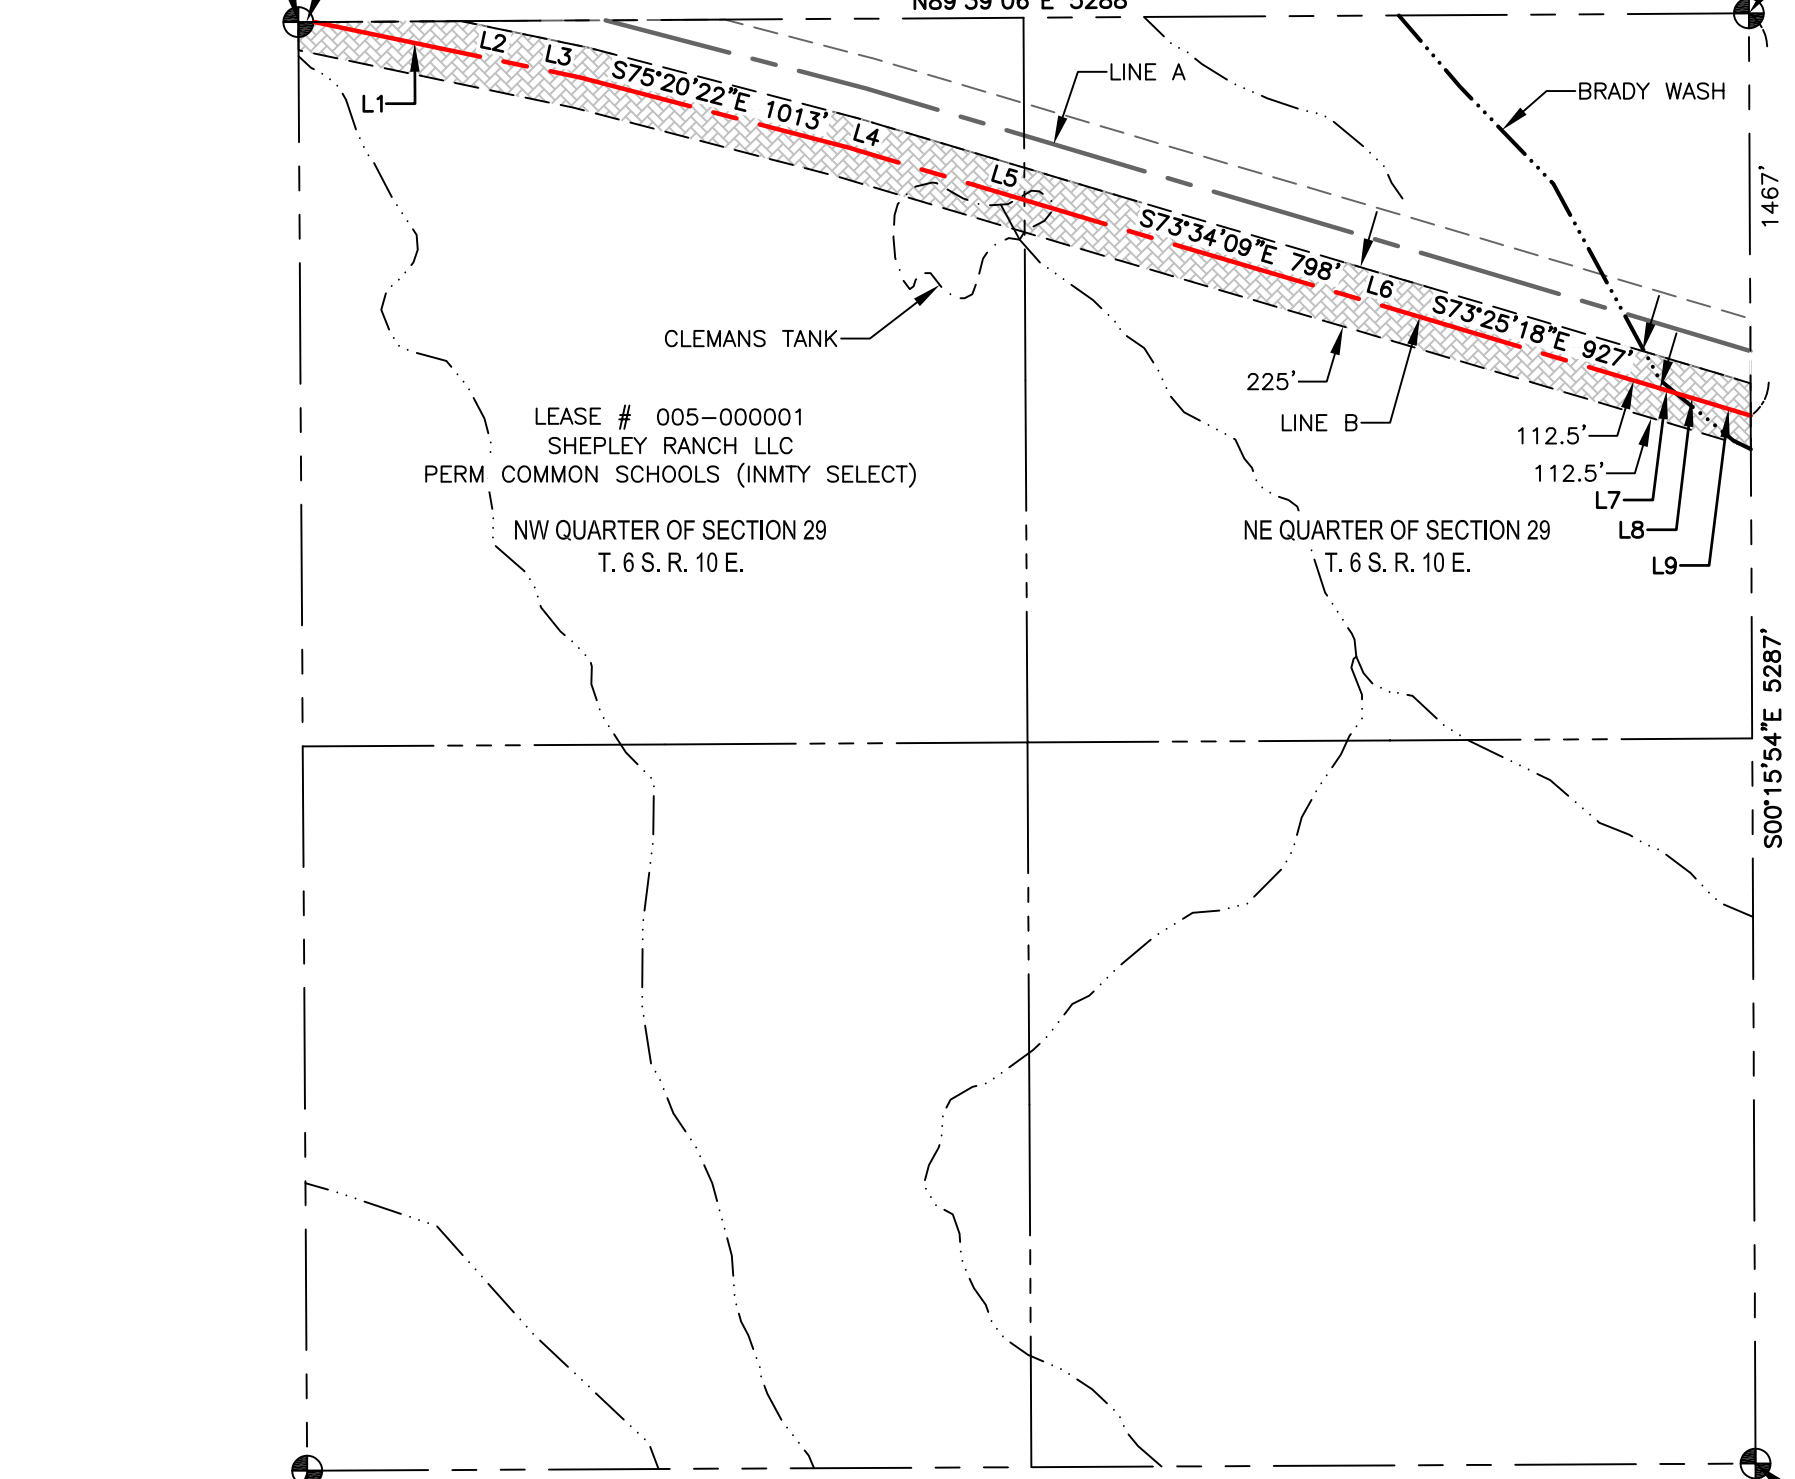 N89°39'06"E 5288'
L1
L2
L3
S75°20'22"E 1013'
L4
L5
LINE A
BRADY WASH
1467'
S73°34'09"E 798'
L6
S73°25'18"E 927'
CLEMANS TANK
225'
LINE B
112.5'
112.5'
L7
L8
L9
LEASE # 005-000001
SHEPLEY RANCH LLC
PERM COMMON SCHOOLS (INMTY SELECT)
NW QUARTER OF SECTION 29
T. 6 S. R. 10 E.
NE QUARTER OF SECTION 29
T. 6 S. R. 10 E.
S00°15'54"E 5287'